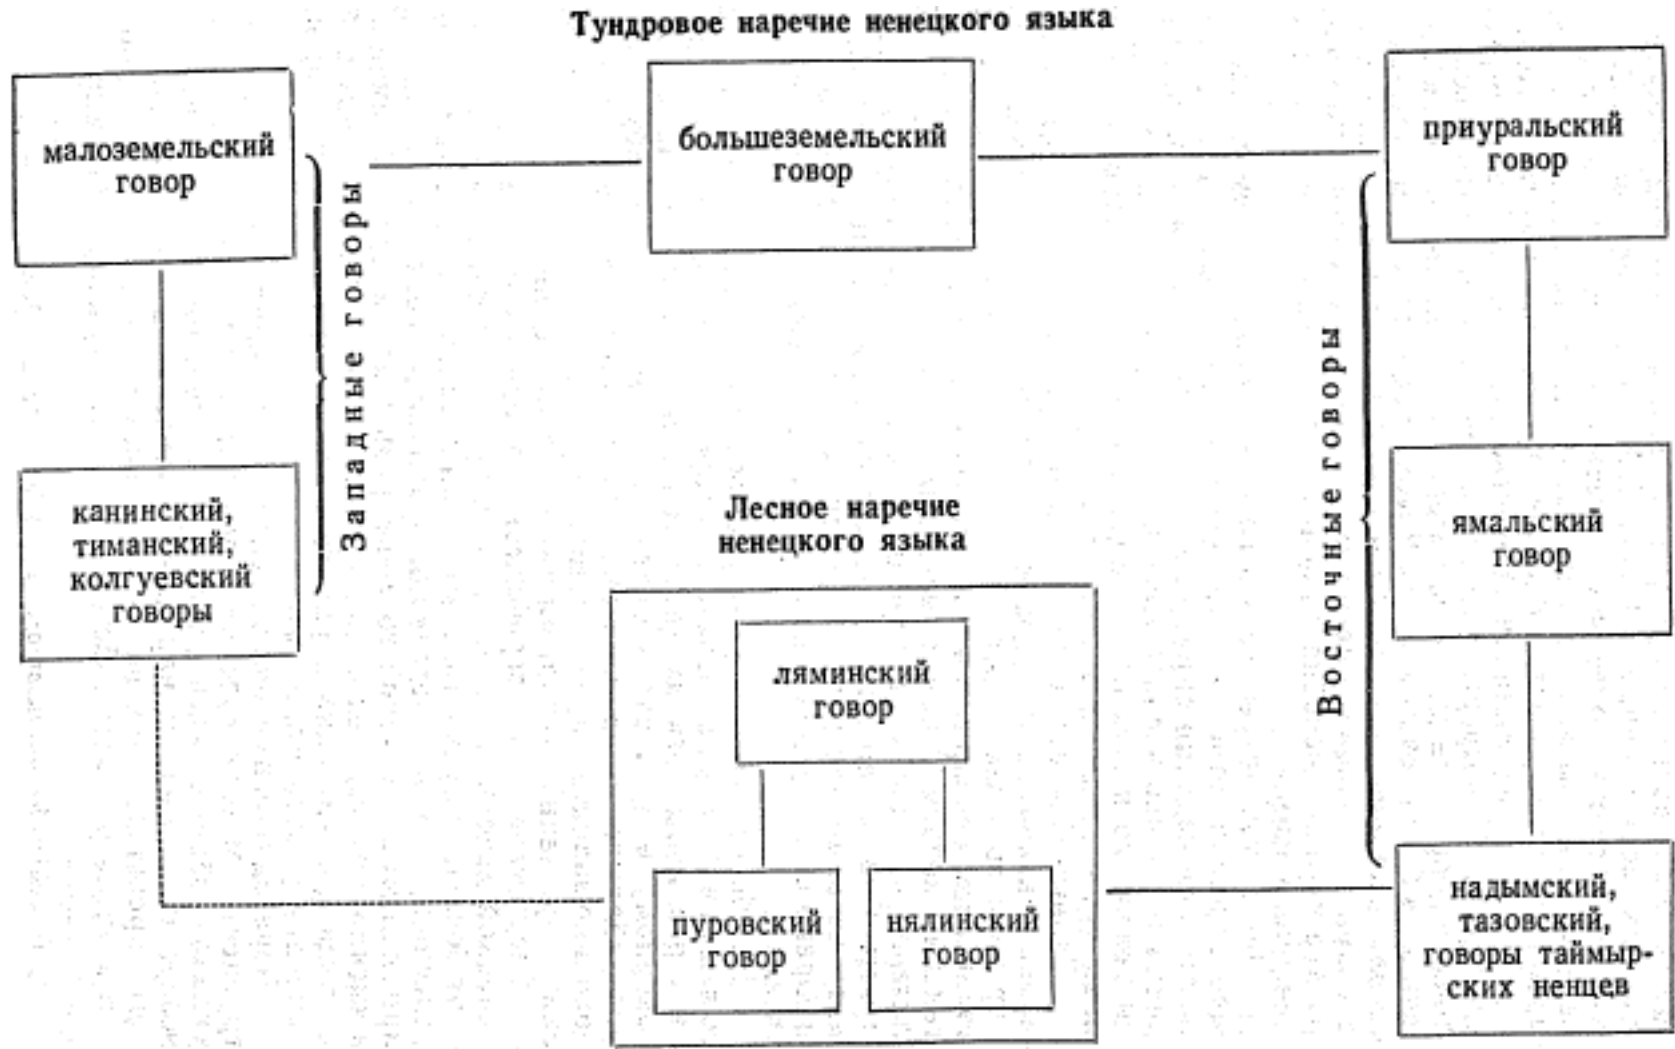 Тундровое наречие ненецкого языка
малоземельский
говор
большеземельский
говор
приуральский
говор
Западные говоры
канинский,
тиманский,
колгуевский
говоры
Лесное наречие
ненецкого языка
Восточные говоры
ямальский
говор
ляминский
говор
пуровский
говор
нялинский
говор
надымский,
тазовский,
говоры таймыр-
ских ненцев